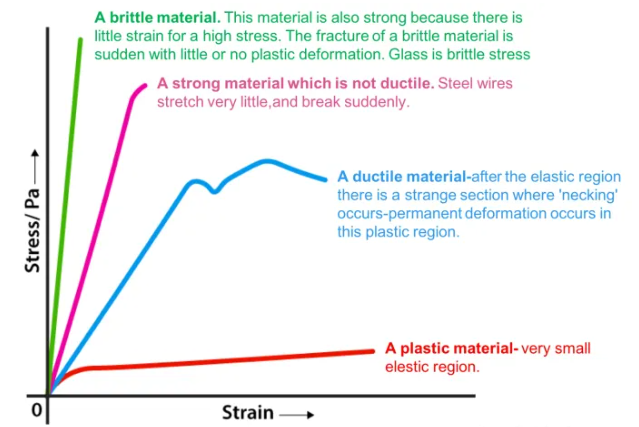 A brittle material. This material is also strong because there is
little strain for a high stress. The fracture of a brittle material is
sudden with little or no plastic deformation. Glass is brittle stress
A strong material which is not ductile. Steel wires
stretch very little,and break suddenly.
A ductile material-after the elastic region
there is a strange section where 'necking'
occurs-permanent deformation occurs in
this plastic region.
A plastic material- very small
elestic region.
Stress/ Pa
0
Strain